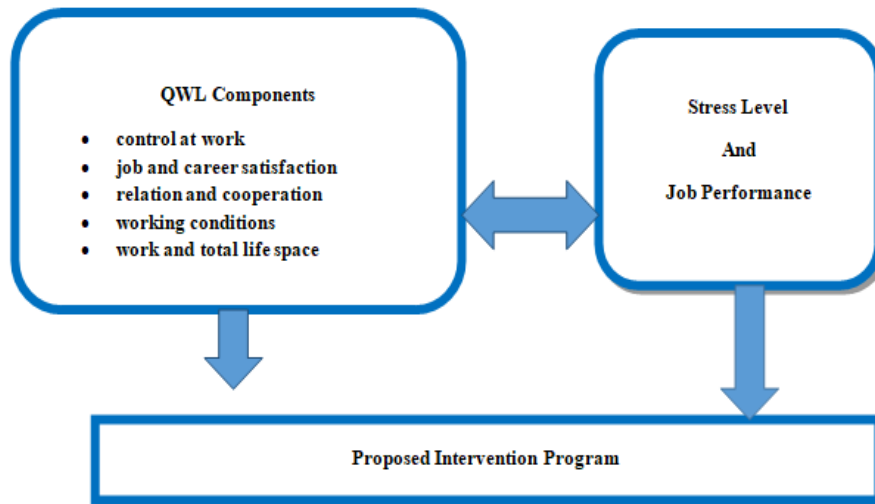 QWL Components
• control at work
• job and career satisfaction
• relation and cooperation
• working conditions
• work and total life space
Stress Level
And
Job Performance
Proposed Intervention Program